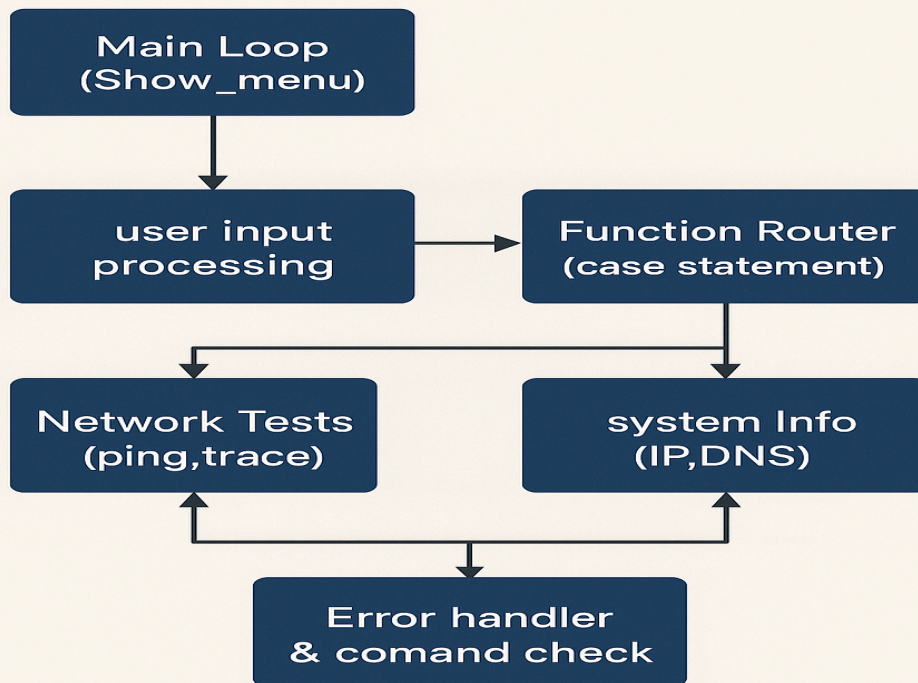 Main Loop
(Show_menu)
user input
processing
Function Router
(case statement)
Network Tests
(ping,trace)
system Info
(IP,DNS)
Error handler
& comand check